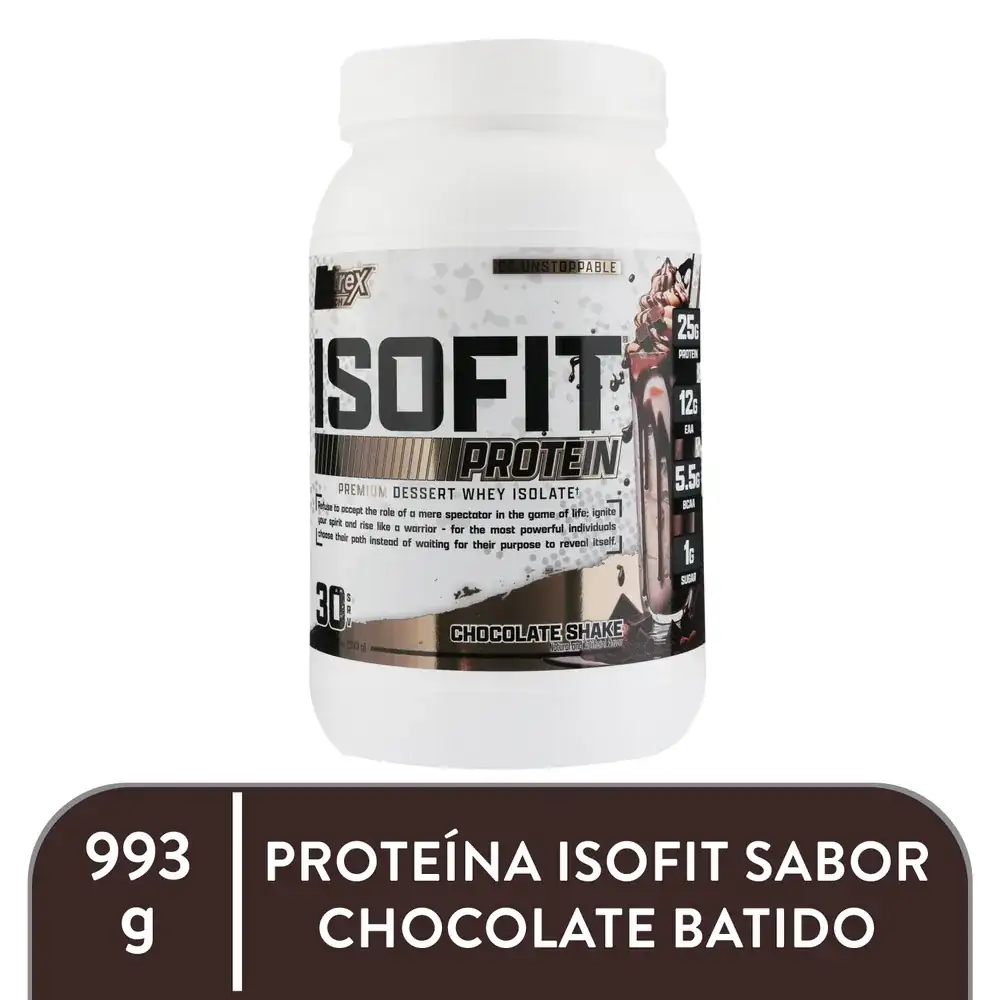 UNSTOPPABLE
ISOFIT
PROTEIN
PREMIUM DESSERT WHEY ISOLATE†
Refuse to accept the role of a mere spectator in the game of life; ignite
your spirit and rise like a warrior - for the most powerful individuals
choose their path instead of waiting for their purpose to reveal itself.
25G
PROTEIN
12G
EAA
5.5G
BCAA
1G
SUGAR
30
CHOCOLATE SHAKE
993
g
PROTEÍNA ISOFIT SABOR
CHOCOLATE BATIDO